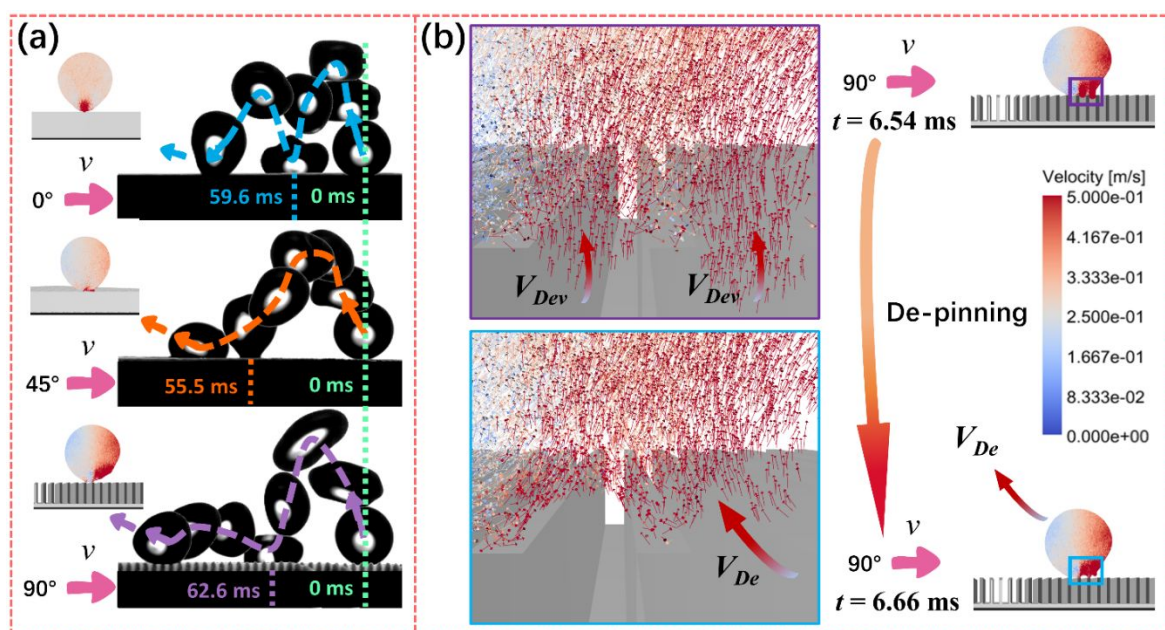 (a)
v
0°
59.6 ms
0 ms
v
45°
55.5 ms
0 ms
v
90°
62.6 ms
0 ms
(b)
V_Dev
V_Dev
V_De
v
90°
t = 6.54 ms
De-pinning
Velocity [m/s]
5.000e-01
4.167e-01
3.333e-01
2.500e-01
1.667e-01
8.333e-02
0.000e+00
V_De
v
90°
t = 6.66 ms